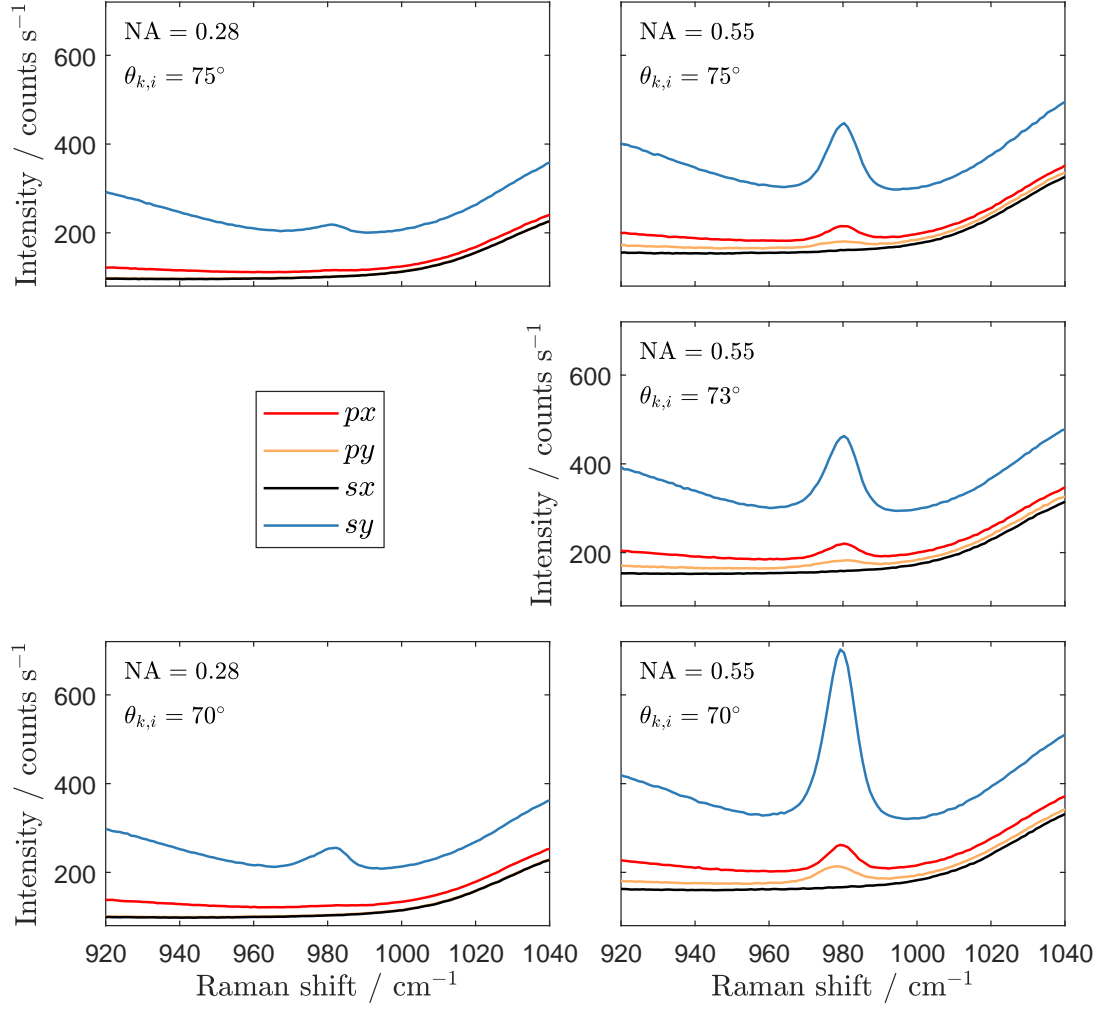 NA = 0.28
θk,i = 75°
600
400
200
Intensity / counts s−1
NA = 0.55
θk,i = 75°
px
py
sx
sy
NA = 0.55
θk,i = 73°
600
400
200
Intensity / counts s−1
NA = 0.28
θk,i = 70°
600
400
200
Intensity / counts s−1
920 940 960 980 1000 1020 1040
Raman shift / cm−1
NA = 0.55
θk,i = 70°
920 940 960 980 1000 1020 1040
Raman shift / cm−1